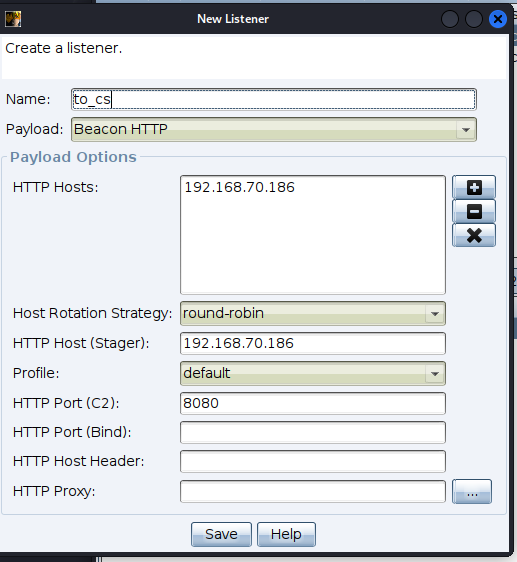 New Listener
Create a listener.
Name: to_cs
Payload: Beacon HTTP
Payload Options
HTTP Hosts: 192.168.70.186
Host Rotation Strategy: round-robin
HTTP Host (Stager): 192.168.70.186
Profile: default
HTTP Port (C2): 8080
HTTP Port (Bind):
HTTP Host Header:
HTTP Proxy: ...
Save Help